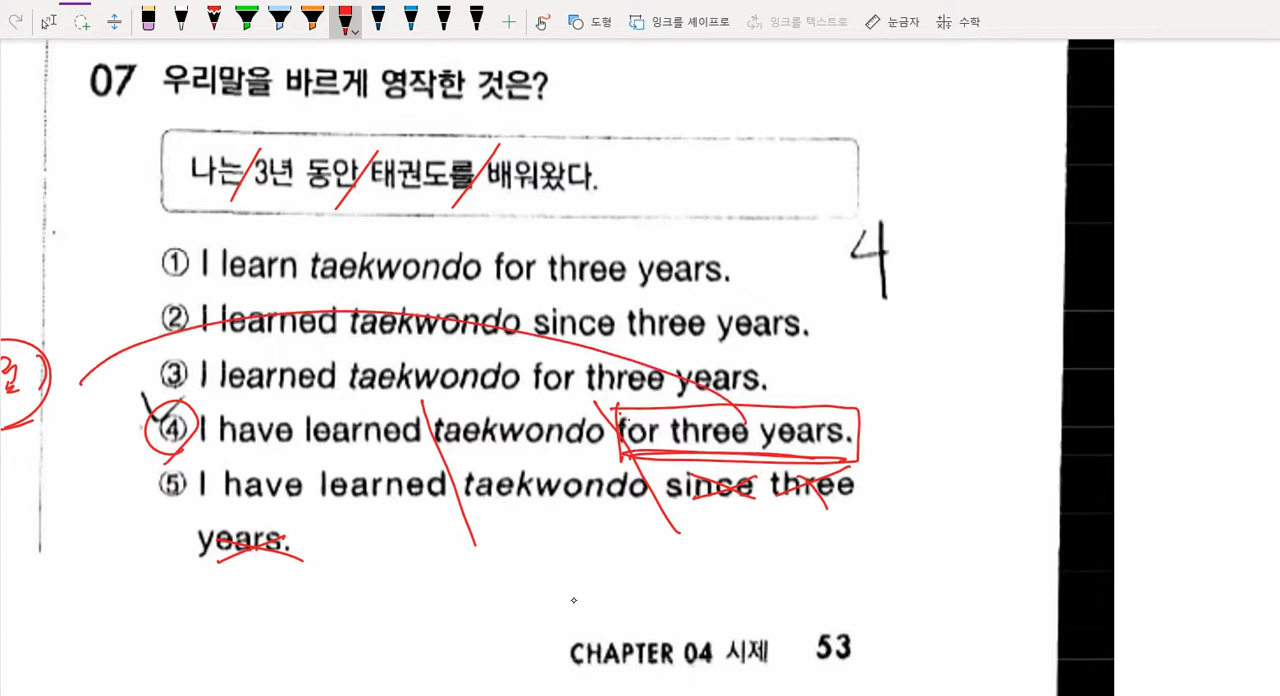 도형 잉크를 셰이프로 잉크를 텍스트로 눈금자 수학
07 우리말을 바르게 영작한 것은?
나는 3년 동안 태권도를 배워왔다.
4
① I learn taekwondo for three years.
② I learned taekwondo since three years.
③ I learned taekwondo for three years.
④ I have learned taekwondo for three years.
⑤ I have learned taekwondo since three
years.
CHAPTER 04 시제 53